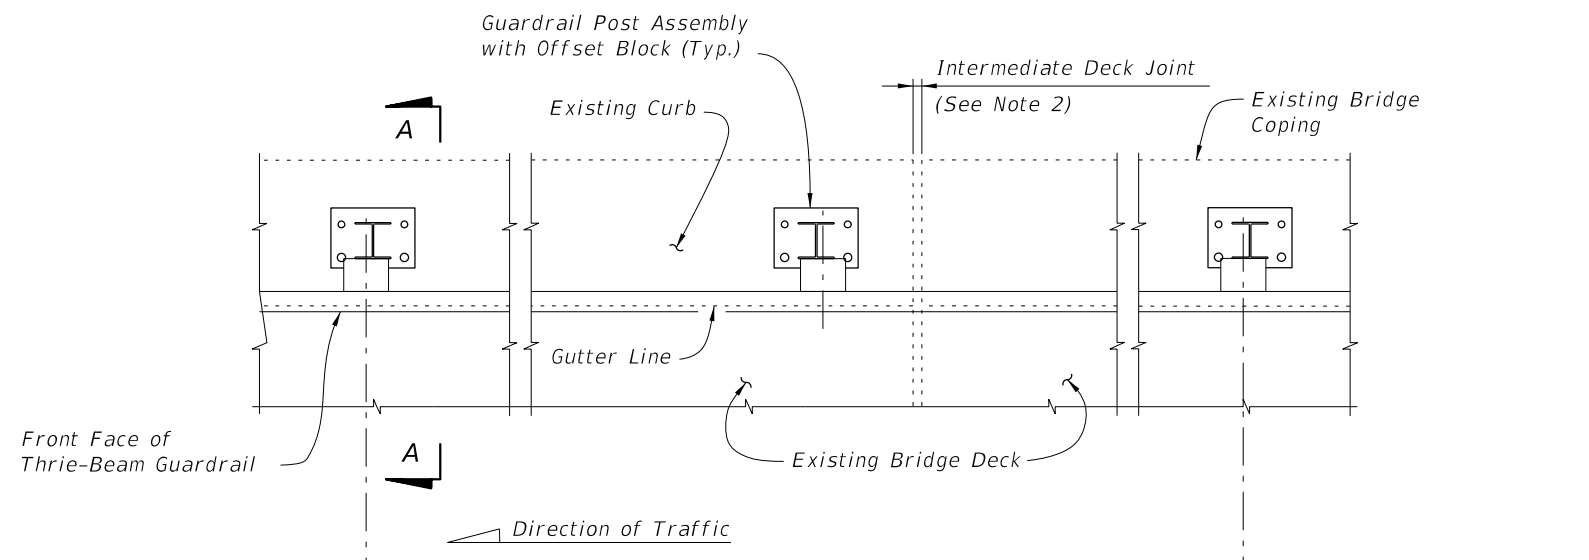 Guardrail Post Assembly
with Offset Block (Typ.)
Intermediate Deck Joint
(See Note 2)
Existing Curb
Existing Bridge
Coping
A
Gutter Line
Front Face of
Thrie-Beam Guardrail
A
Existing Bridge Deck
Direction of Traffic